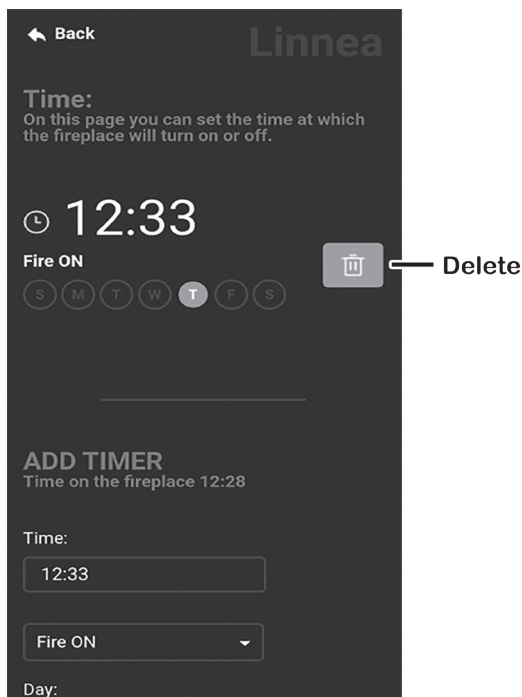 Back
Linnea
Time:
On this page you can set the time at which
the fireplace will turn on or off.
12:33
Fire ON
Delete
S M T W T F S
ADD TIMER
Time on the fireplace 12:28
Time:
12:33
Fire ON
Day: